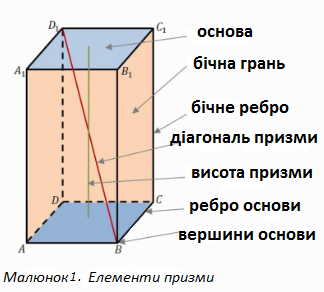 D₁
C₁
основа
A₁
B₁
бічна грань
бічне ребро
діагональ призми
висота призми
D
C
ребро основи
A
B
вершини основи
Малюнок1. Елементи призми